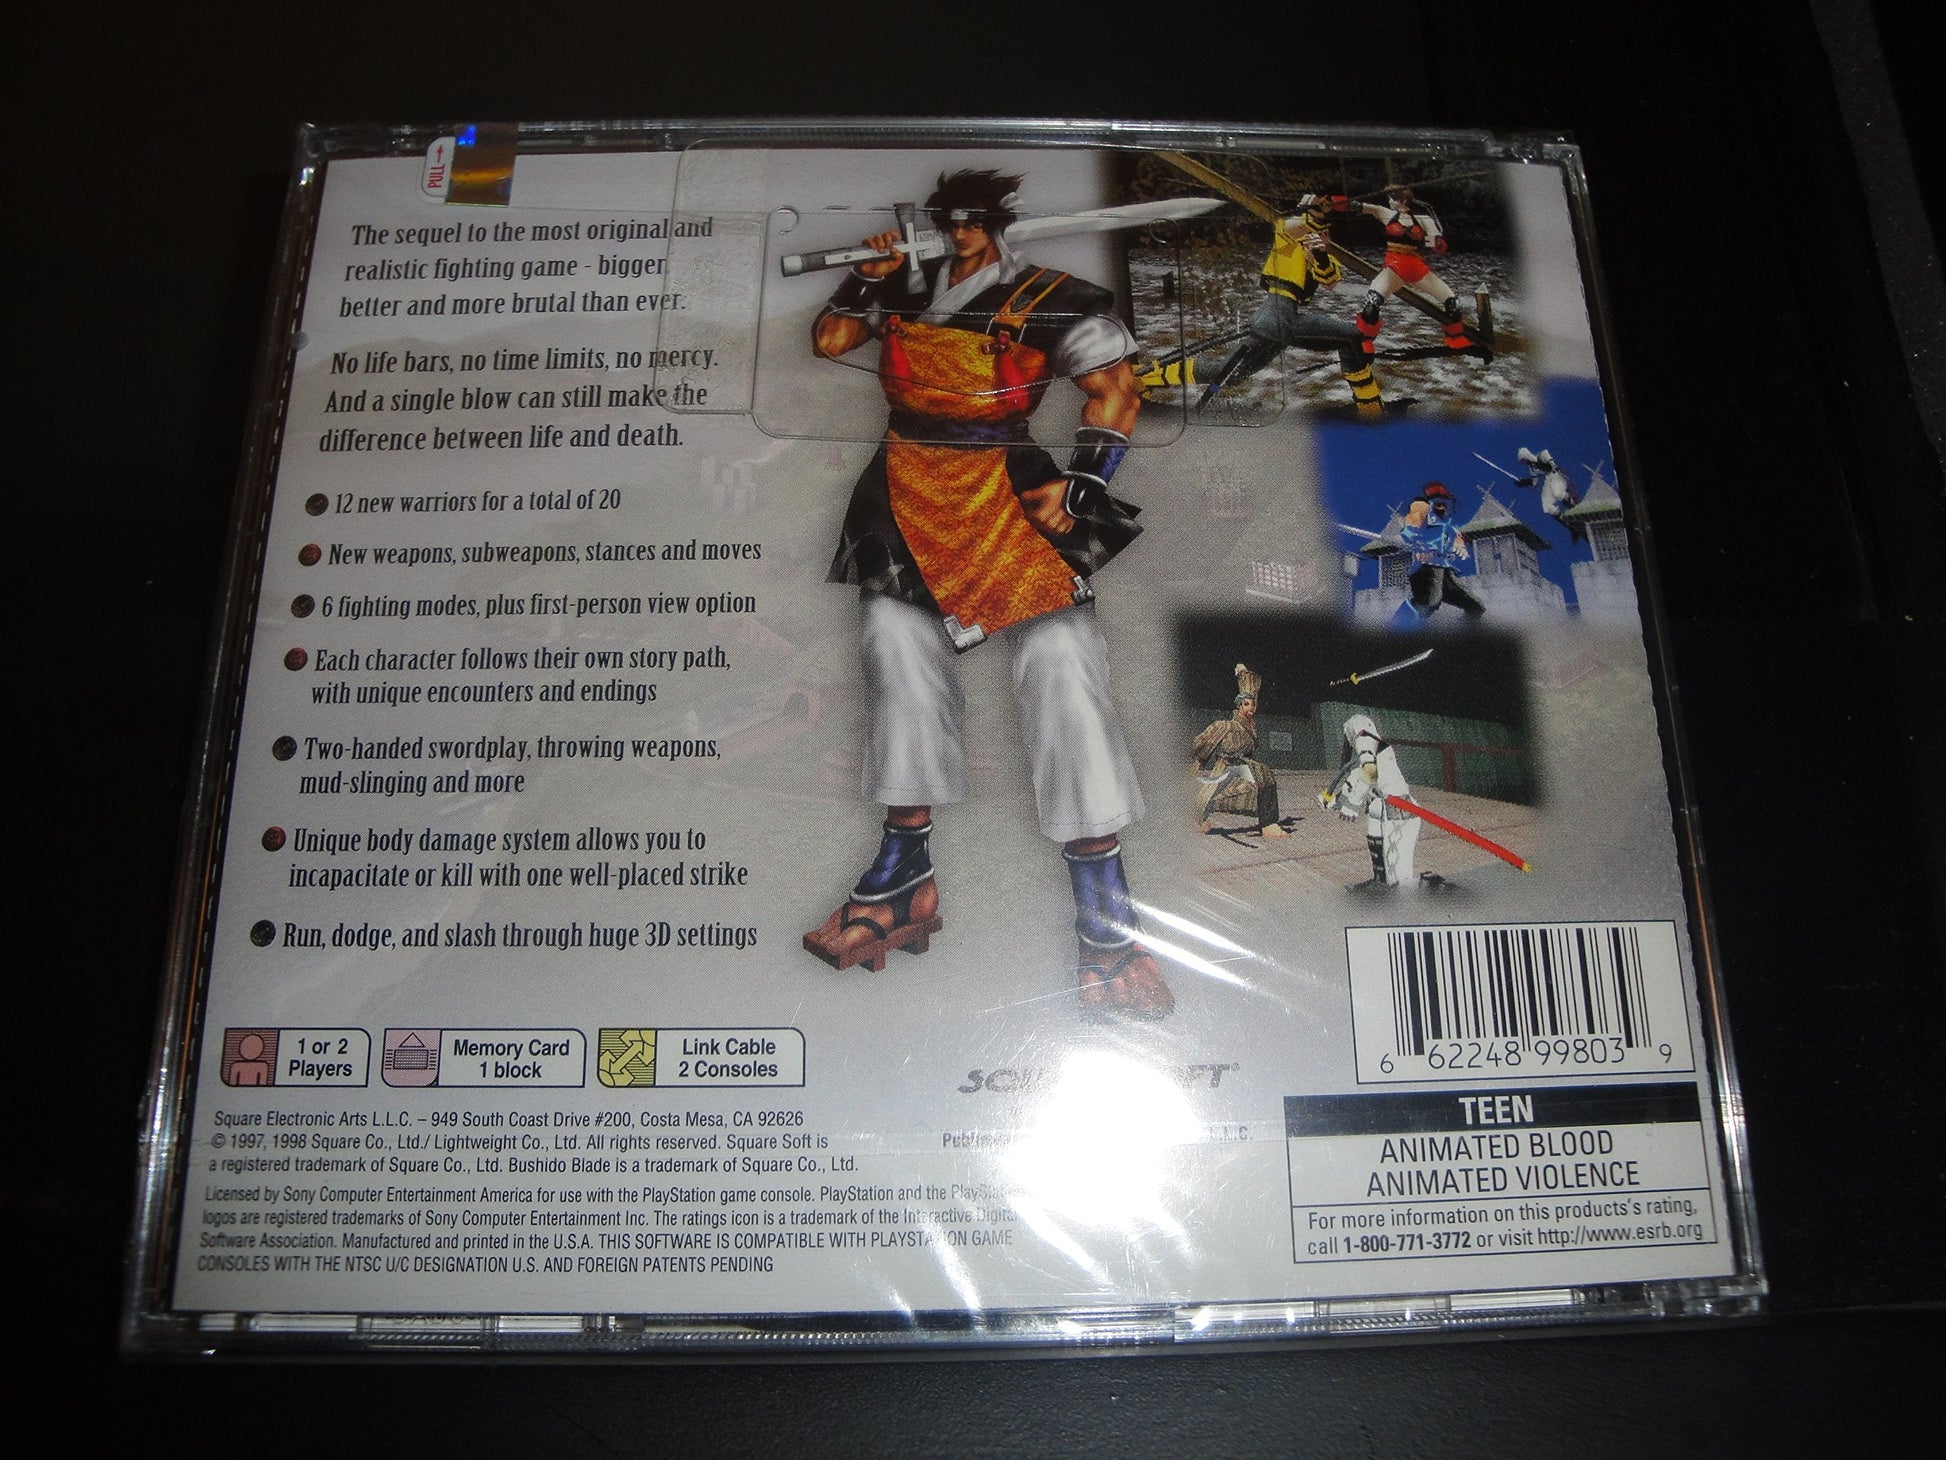 PULL→
The sequel to the most original and
realistic fighting game - bigger,
better and more brutal than ever.
No life bars, no time limits, no mercy.
And a single blow can still make the
difference between life and death.
12 new warriors for a total of 20
New weapons, subweapons, stances and moves
6 fighting modes, plus first-person view option
Each character follows their own story path,
with unique encounters and endings
Two-handed swordplay, throwing weapons,
mud-slinging and more
Unique body damage system allows you to
incapacitate or kill with one well-placed strike
Run, dodge, and slash through huge 3D settings
1 or 2
Players
Memory Card
1 block
Link Cable
2 Consoles
Square Electronic Arts L.L.C. – 949 South Coast Drive #200, Costa Mesa, CA 92626
© 1997, 1998 Square Co., Ltd./ Lightweight Co., Ltd. All rights reserved. Square Soft is
a registered trademark of Square Co., Ltd. Bushido Blade is a trademark of Square Co., Ltd.
Licensed by Sony Computer Entertainment America for use with the PlayStation game console. PlayStation and the PlayStation
logos are registered trademarks of Sony Computer Entertainment Inc. The ratings icon is a trademark of the Interactive Digital
Software Association. Manufactured and printed in the U.S.A. THIS SOFTWARE IS COMPATIBLE WITH PLAYSTATION GAME
CONSOLES WITH THE NTSC U/C DESIGNATION U.S. AND FOREIGN PATENTS PENDING
6 62248 99803 9
TEEN
ANIMATED BLOOD
ANIMATED VIOLENCE
For more information on this products's rating,
call 1-800-771-3772 or visit http://www.esrb.org